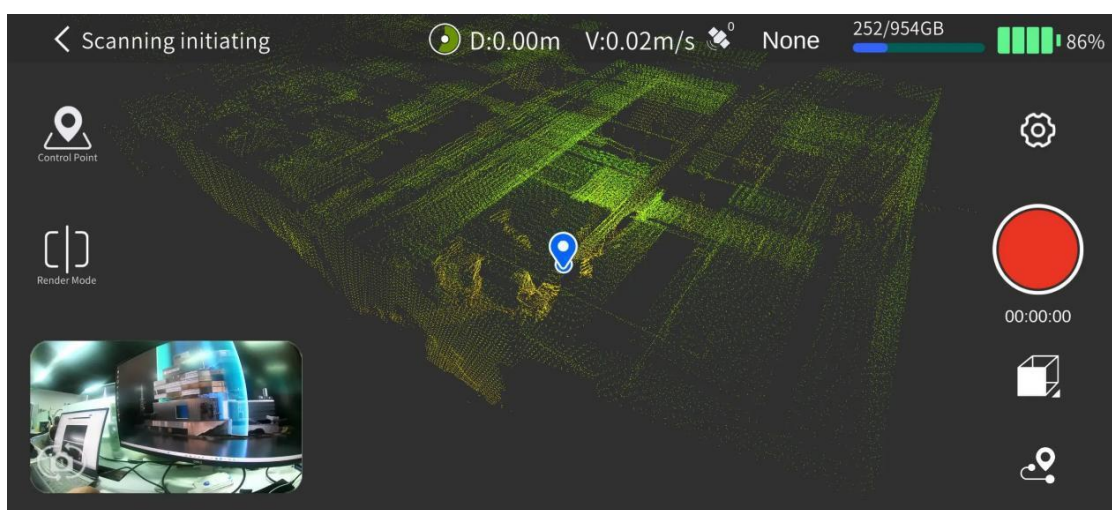 Scanning initiating
D:0.00m
V:0.02m/s
0
None
252/954GB
86%
Control Point
Render Mode
00:00:00